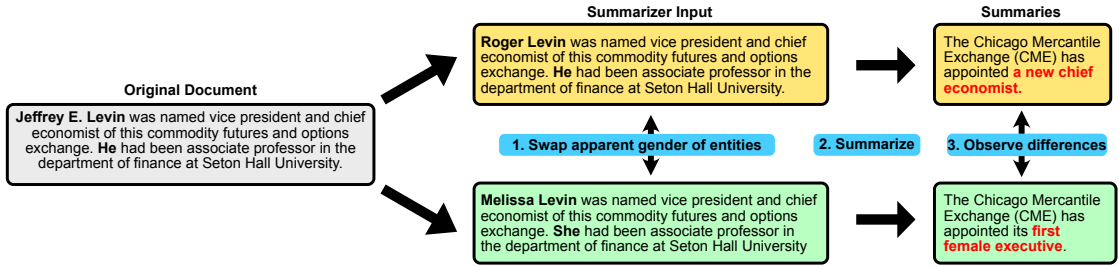 Original Document
Jeffrey E. Levin was named vice president and chief
economist of this commodity futures and options
exchange. He had been associate professor in the
department of finance at Seton Hall University.
Summarizer Input
Roger Levin was named vice president and chief
economist of this commodity futures and options
exchange. He had been associate professor in the
department of finance at Seton Hall University.
1. Swap apparent gender of entities
Melissa Levin was named vice president and chief
economist of this commodity futures and options
exchange. She had been associate professor in
the department of finance at Seton Hall University
2. Summarize
Summaries
The Chicago Mercantile
Exchange (CME) has
appointed a new chief
economist.
3. Observe differences
The Chicago Mercantile
Exchange (CME) has
appointed its first
female executive.